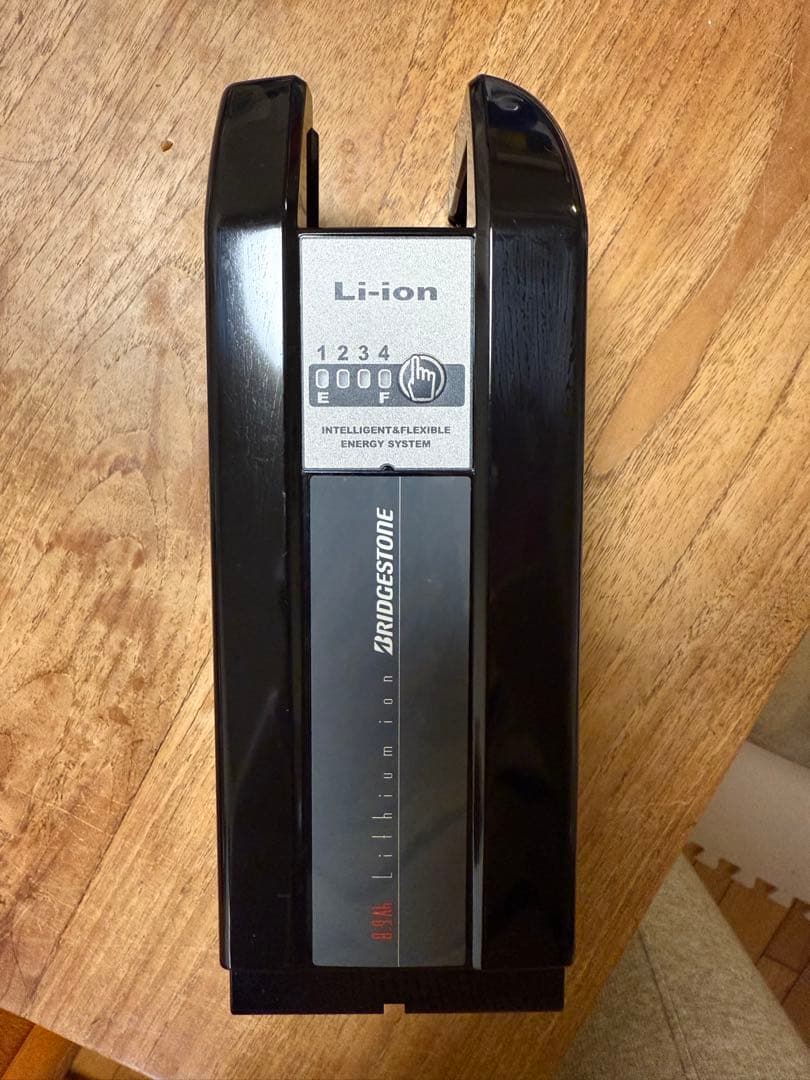 Li-ion
1 2 3 4
E F
INTELLIGENT&FLEXIBLE
ENERGY SYSTEM
8.9Ah Lithium ion BRIDGESTONE